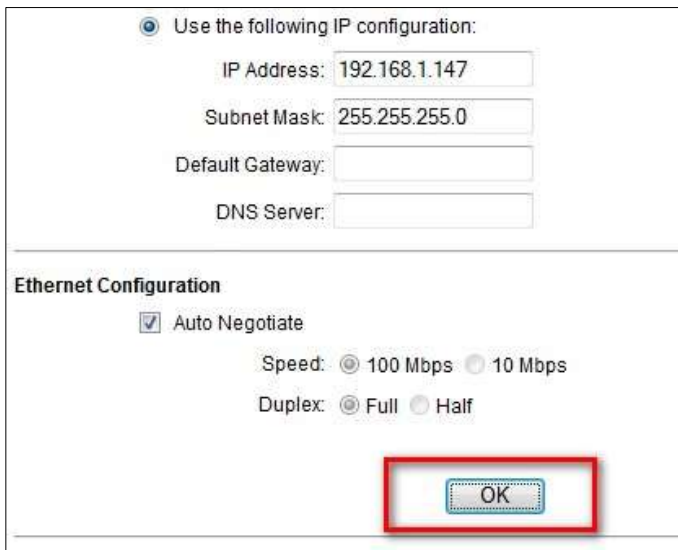 Use the following IP configuration:
IP Address: 192.168.1.147
Subnet Mask: 255.255.255.0
Default Gateway:
DNS Server:
Ethernet Configuration
Auto Negotiate
Speed: 100 Mbps 10 Mbps
Duplex: Full Half
OK